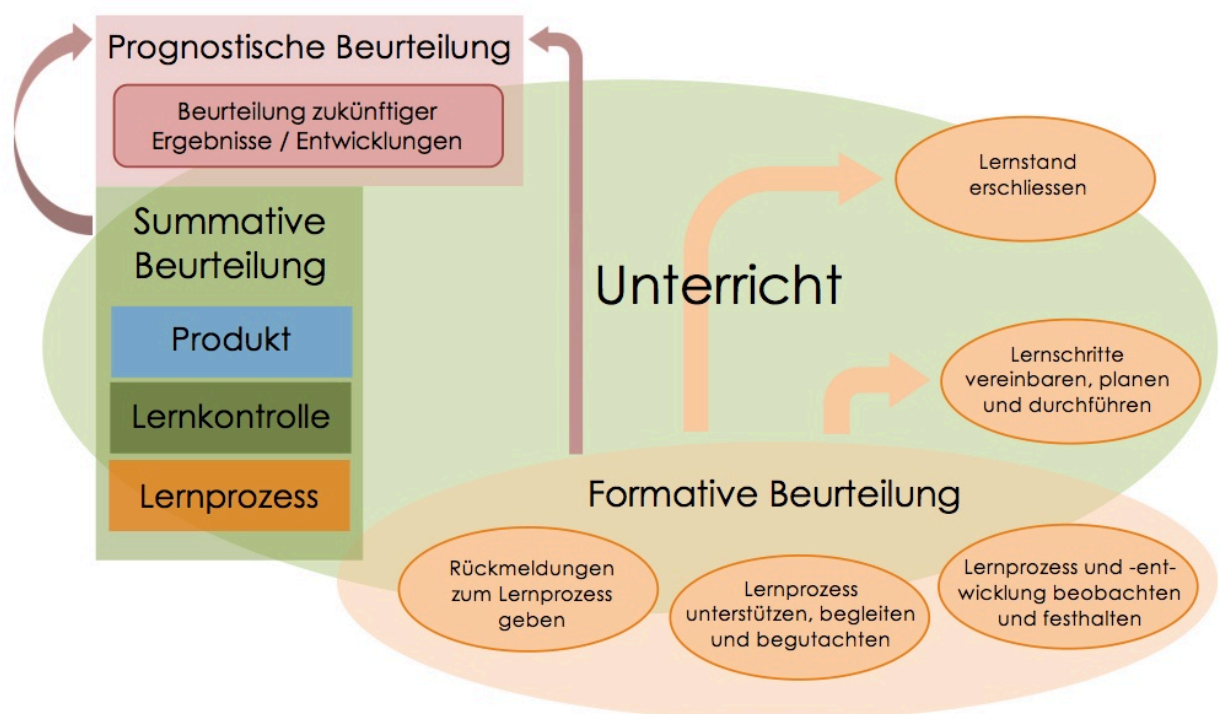 Prognostische Beurteilung
Beurteilung zukünftiger
Ergebnisse / Entwicklungen
Summative
Beurteilung
Produkt
Lernkontrolle
Lernprozess
Unterricht
Lernstand
erschliessen
Lernschritte
vereinbaren, planen
und durchführen
Formative Beurteilung
Rückmeldungen
zum Lernprozess
geben
Lernprozess
unterstützen, begleiten
und begutachten
Lernprozess und -ent-
wicklung beobachten
und festhalten